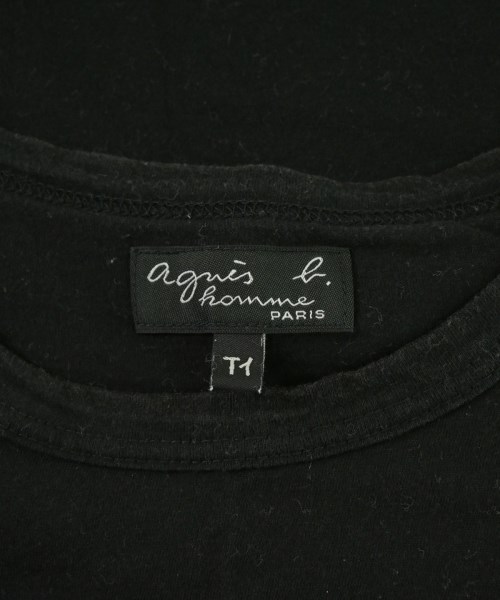 agnès b.
homme
PARIS
T1